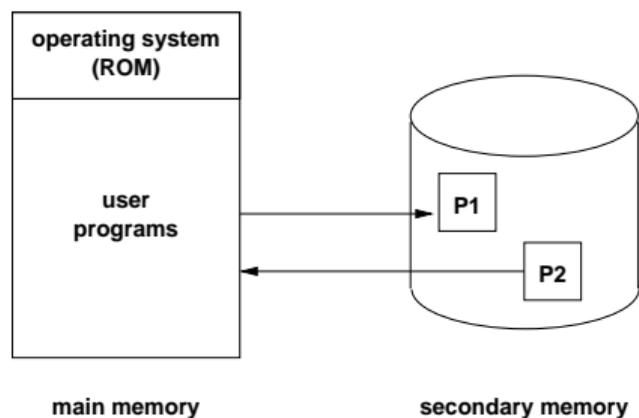 operating system
(ROM)
user
programs
P1
P2
main memory
secondary memory